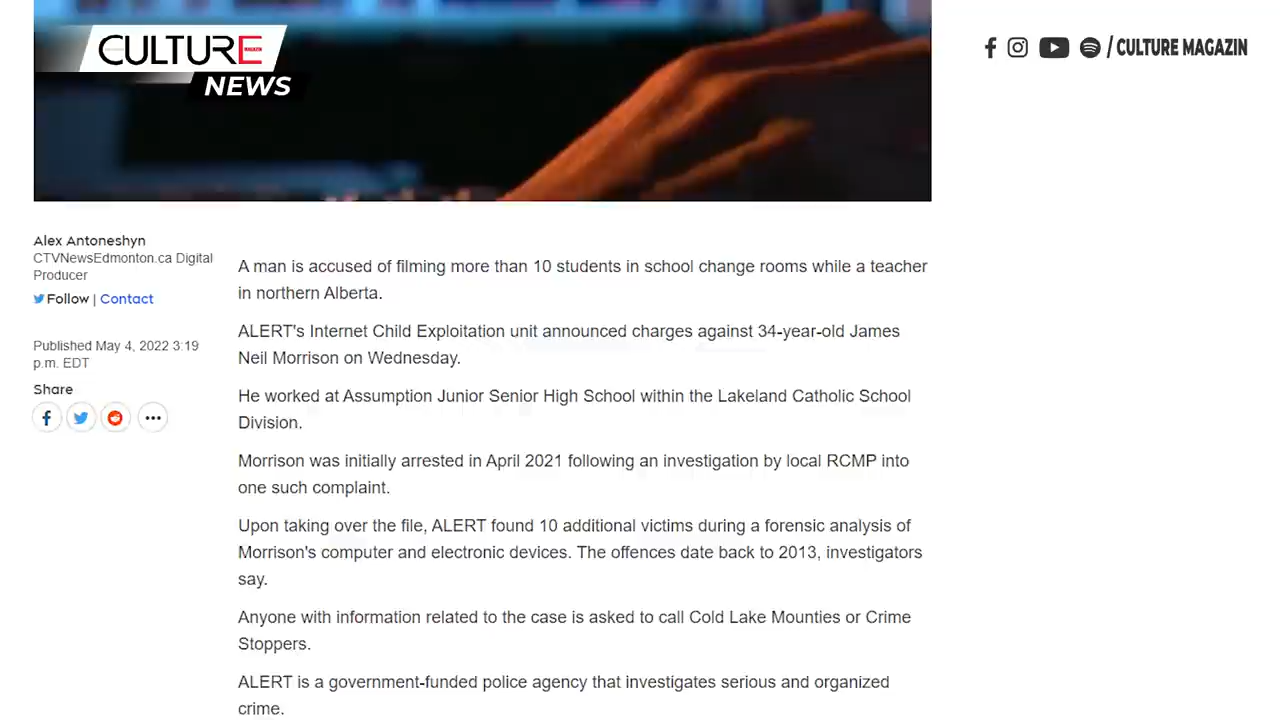 CULTURE
NEWS
/ CULTURE MAGAZIN
Alex Antoneshyn
CTVNewsEdmonton.ca Digital
Producer
Follow | Contact
Published May 4, 2022 3:19
p.m. EDT
Share
A man is accused of filming more than 10 students in school change rooms while a teacher
in northern Alberta.
ALERT's Internet Child Exploitation unit announced charges against 34-year-old James
Neil Morrison on Wednesday.
He worked at Assumption Junior Senior High School within the Lakeland Catholic School
Division.
Morrison was initially arrested in April 2021 following an investigation by local RCMP into
one such complaint.
Upon taking over the file, ALERT found 10 additional victims during a forensic analysis of
Morrison's computer and electronic devices. The offences date back to 2013, investigators
say.
Anyone with information related to the case is asked to call Cold Lake Mounties or Crime
Stoppers.
ALERT is a government-funded police agency that investigates serious and organized
crime.